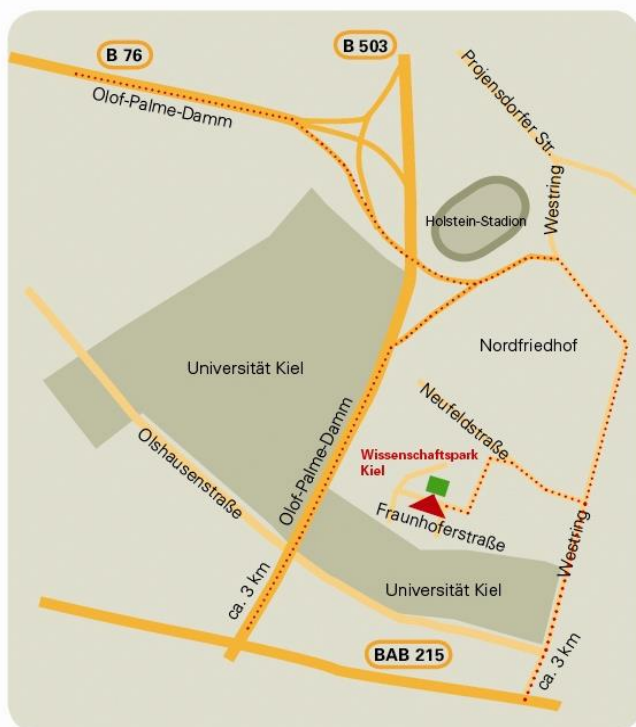 B 76
B 503
Olof-Palme-Damm
Projensdorfer Str.
Westring
Holstein-Stadion
Nordfriedhof
Universität Kiel
Neufeldstraße
Olof-Palme-Damm
Wissenschaftspark
Kiel
Olshausenstraße
Fraunhoferstraße
Westring
ca. 3 km
Universität Kiel
BAB 215
ca. 3 km